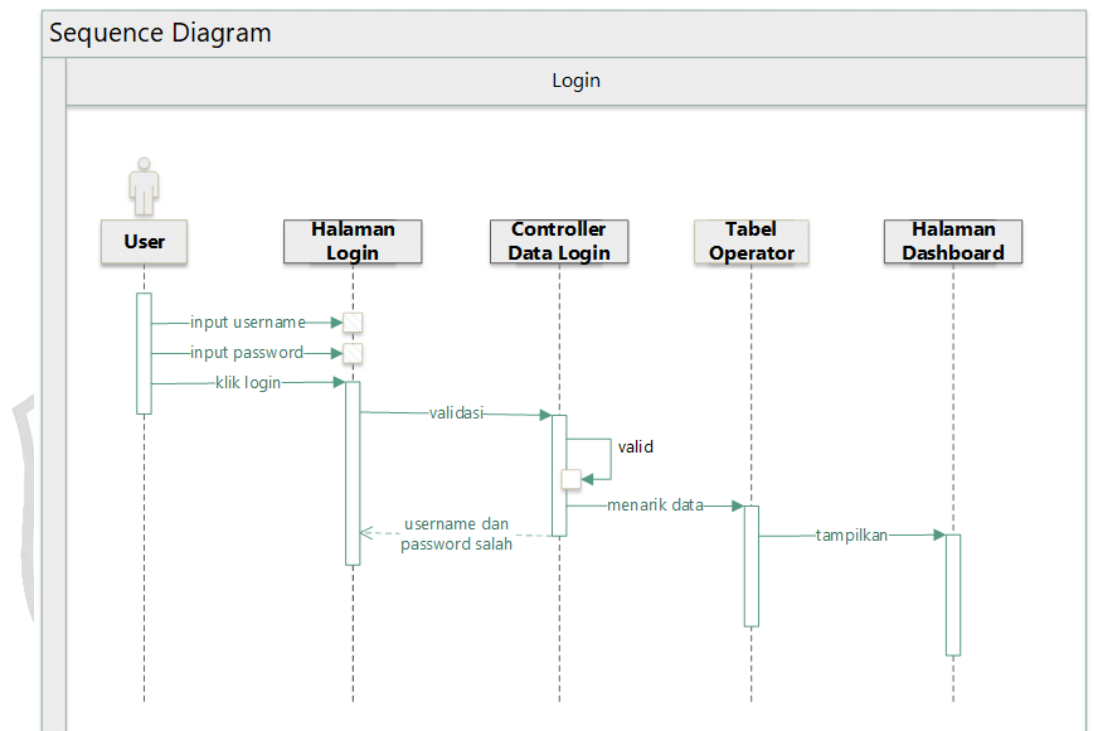 Sequence Diagram
Login
User
Halaman
Login
Controller
Data Login
Tabel
Operator
Halaman
Dashboard
input username
input password
klik login
validasi
valid
menarik data
username dan
password salah
tampilkan